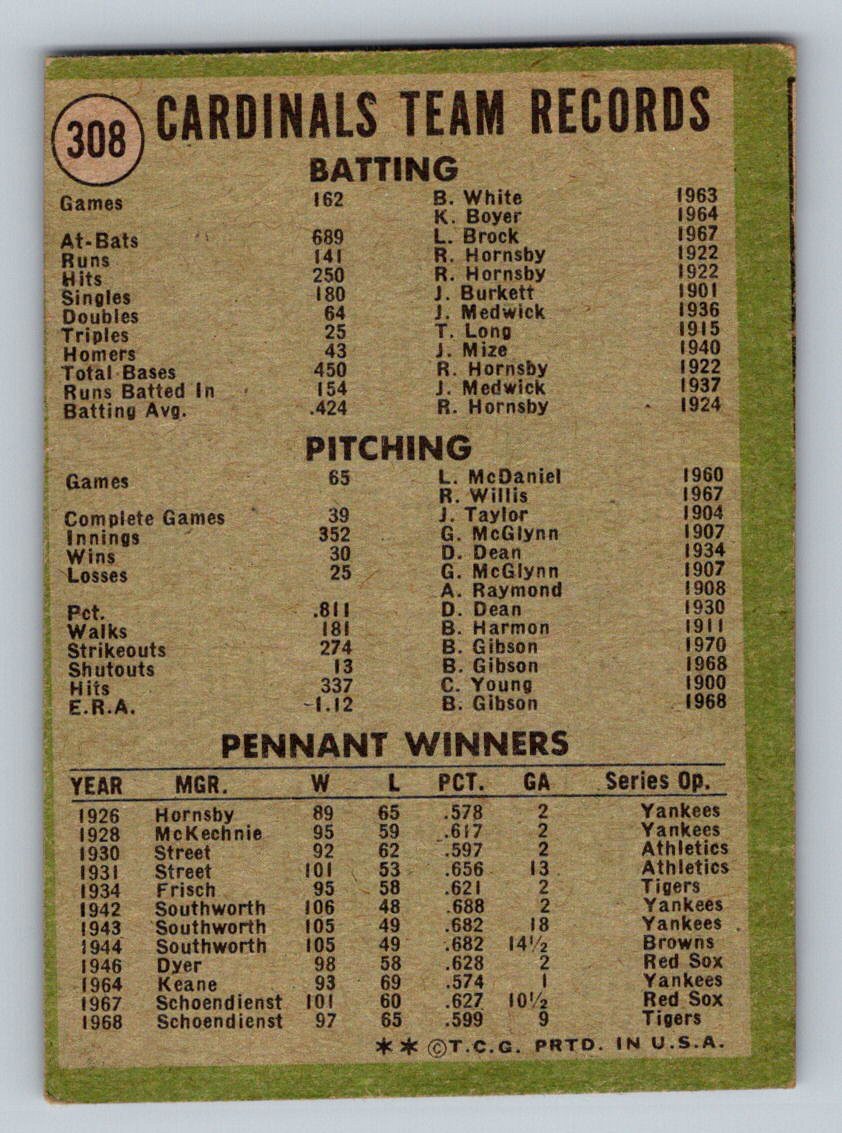 308
CARDINALS TEAM RECORDS
BATTING
Games 162 B. White 1963
K. Boyer 1964
At-Bats 689 L. Brock 1967
Runs 141 R. Hornsby 1922
Hits 250 R. Hornsby 1922
Singles 180 J. Burkett 1901
Doubles 64 J. Medwick 1936
Triples 25 T. Long 1915
Homers 43 J. Mize 1940
Total Bases 450 R. Hornsby 1922
Runs Batted In 154 J. Medwick 1937
Batting Avg. .424 R. Hornsby 1924
PITCHING
Games 65 L. McDaniel 1960
R. Willis 1967
Complete Games 39 J. Taylor 1904
Innings 352 G. McGlynn 1907
Wins 30 D. Dean 1934
Losses 25 G. McGlynn 1907
A. Raymond 1908
Pct. .811 D. Dean 1930
Walks 181 B. Harmon 1911
Strikeouts 274 B. Gibson 1970
Shutouts 13 B. Gibson 1968
Hits 337 C. Young 1900
E.R.A. 1.12 B. Gibson 1968
PENNANT WINNERS
YEAR MGR. W L PCT. GA Series Op.
1926 Hornsby 89 65 .578 2 Yankees
1928 McKechnie 95 59 .617 2 Yankees
1930 Street 92 62 .597 2 Athletics
1931 Street 101 53 .656 13 Athletics
1934 Frisch 95 58 .621 2 Tigers
1942 Southworth 106 48 .688 2 Yankees
1943 Southworth 105 49 .682 18 Yankees
1944 Southworth 105 49 .682 14½ Browns
1946 Dyer 98 58 .628 2 Red Sox
1964 Keane 93 69 .574 1 Yankees
1967 Schoendienst 101 60 .627 10½ Red Sox
1968 Schoendienst 97 65 .599 9 Tigers
** ©T.C.G. PRTD. IN U.S.A.